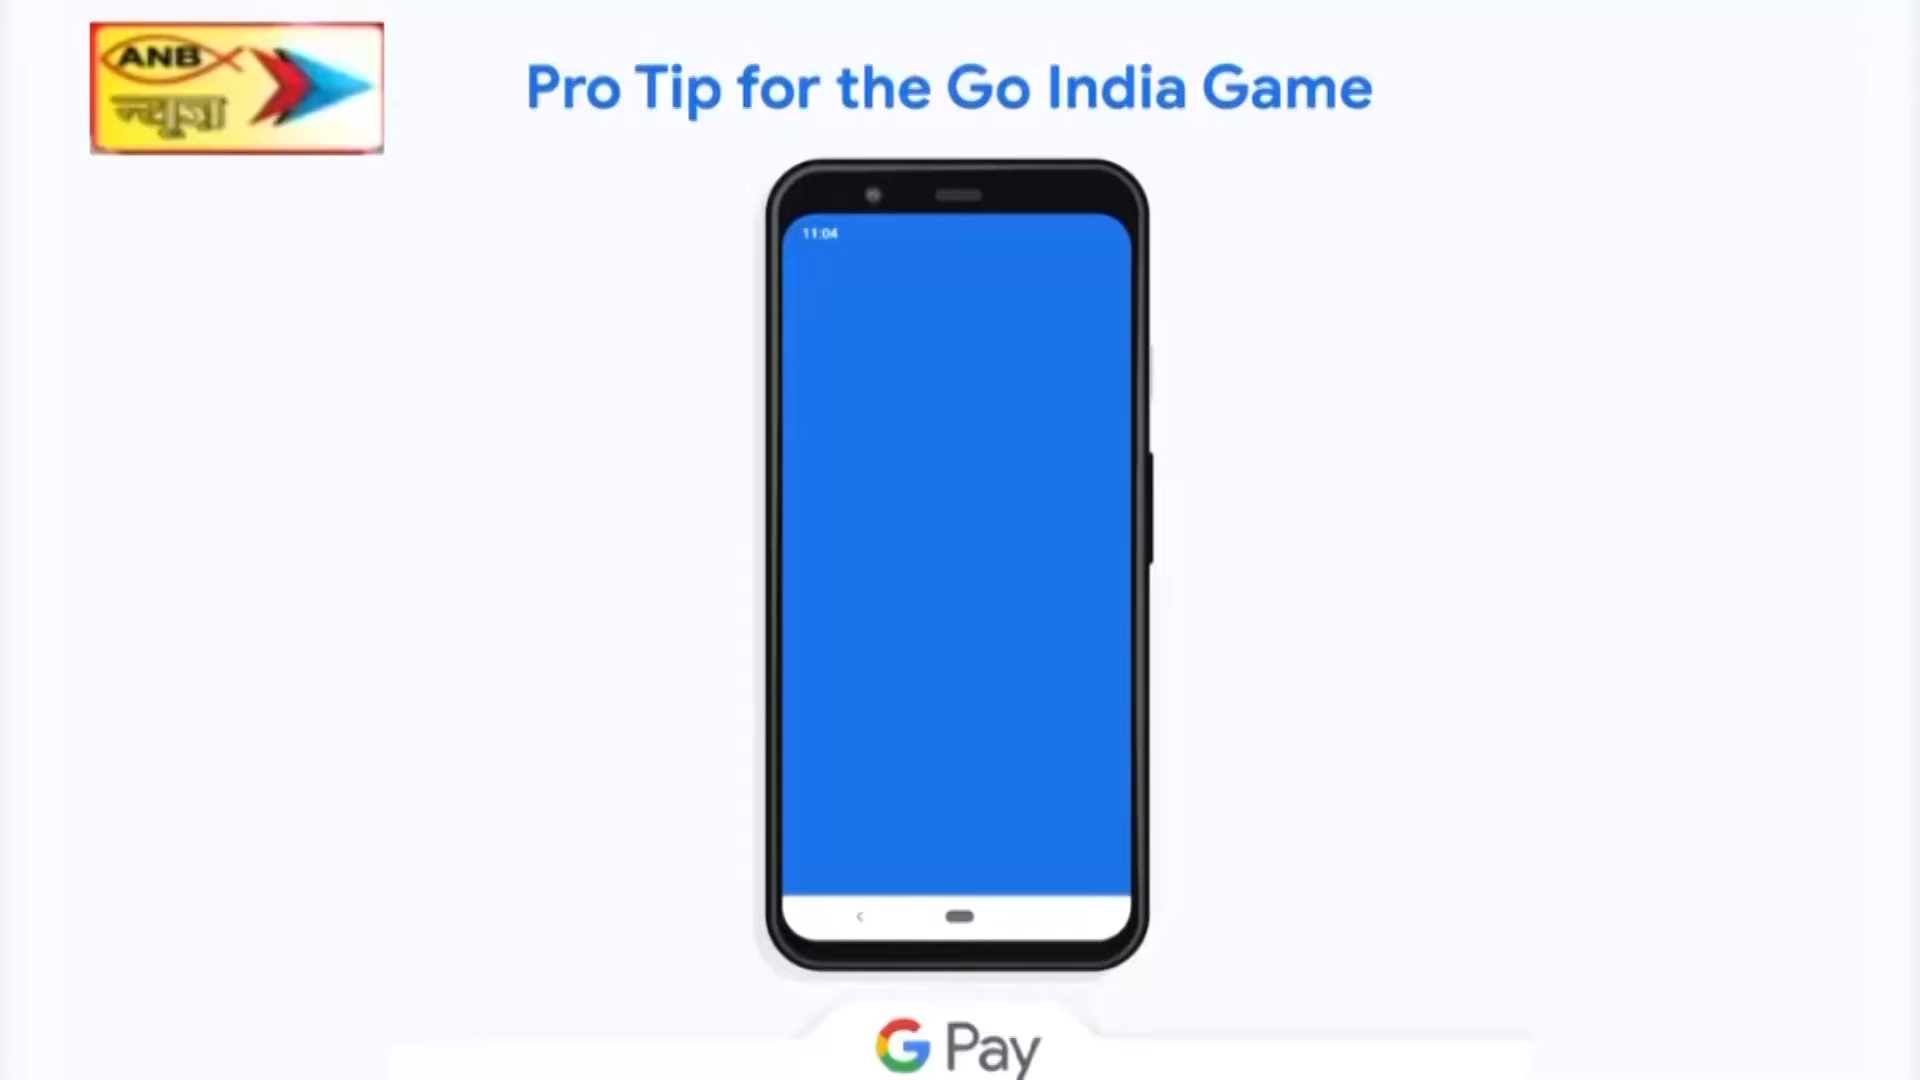 ANB
न्यूज़
Pro Tip for the Go India Game
11:04
G Pay